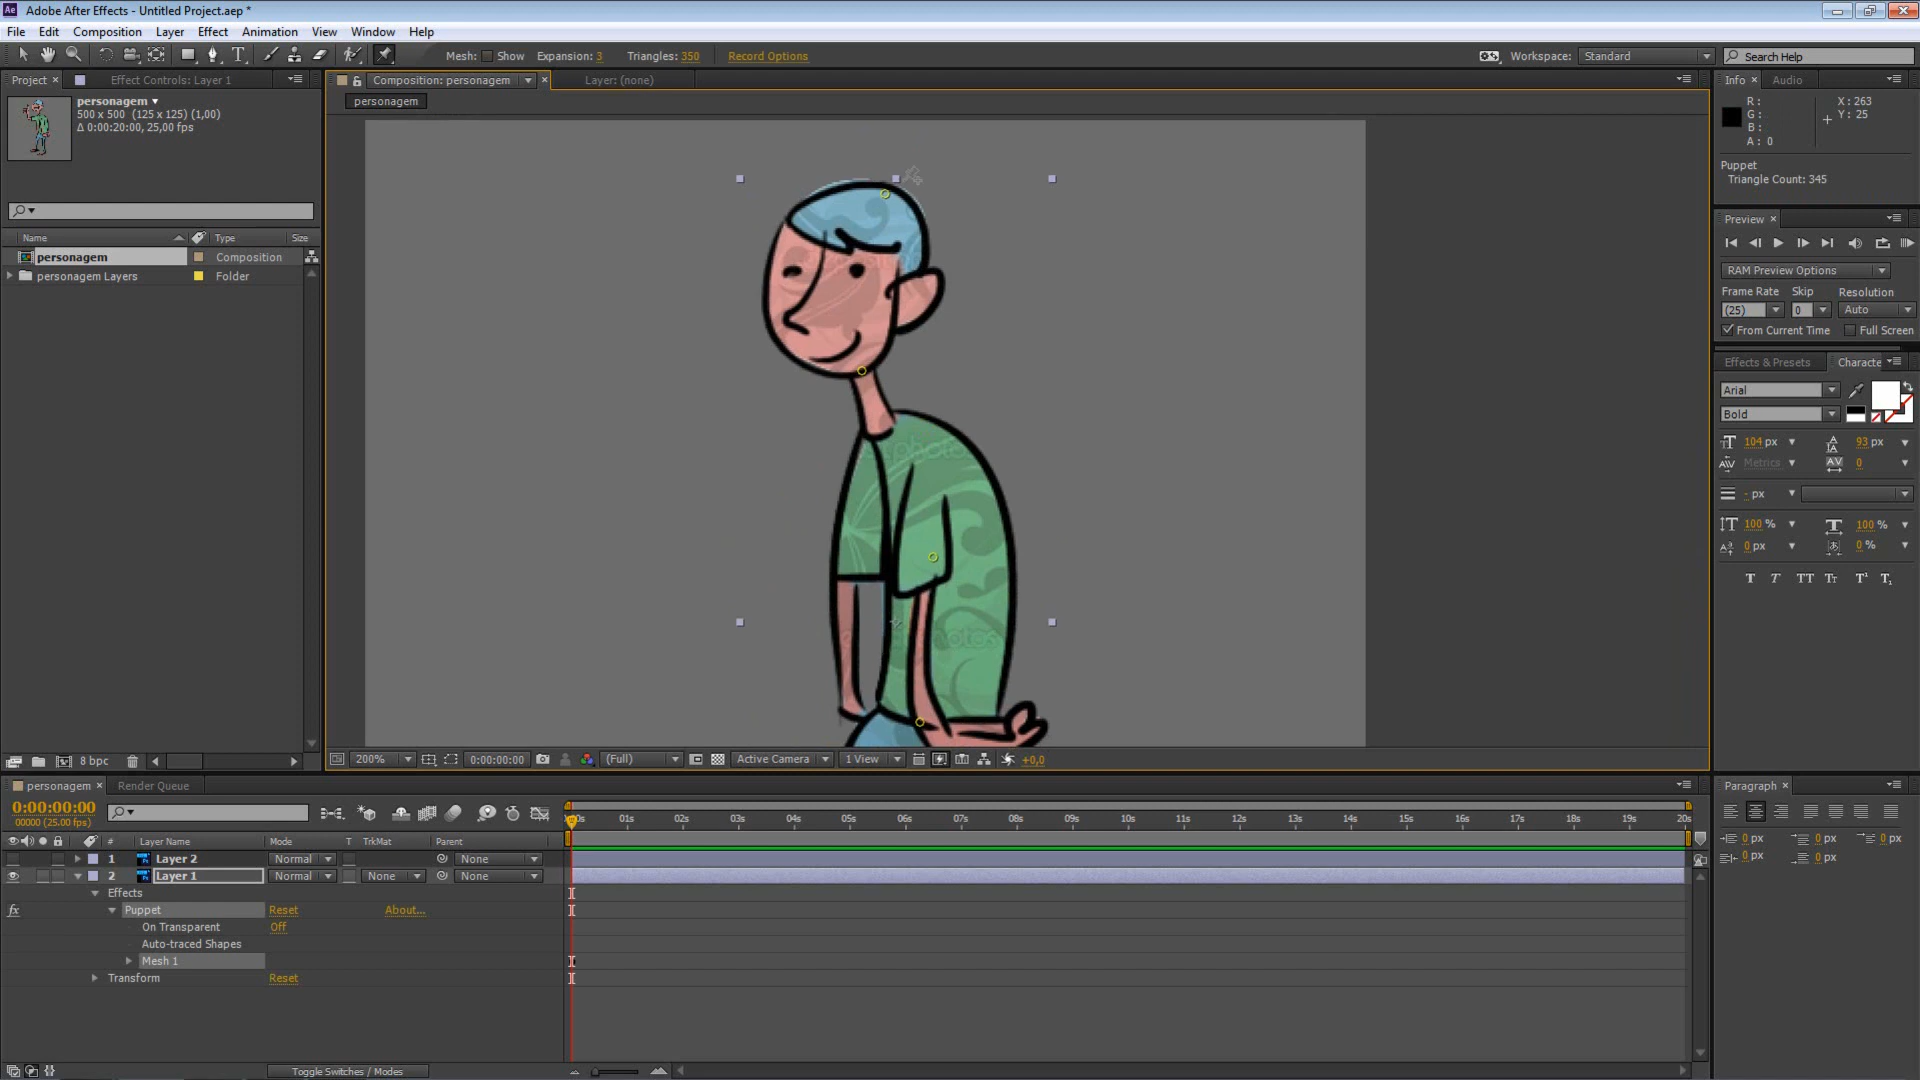 Adobe After Effects - Untitled Project.aep *
File Edit Composition Layer Effect Animation View Window Help
Mesh: Show Expansion: 3 Triangles: 350 Record Options Workspace: Standard Search Help
Project Effect Controls: Layer 1 Composition: personagem Layer: (none) Info Audio
personagem
500 x 500 (125 x 125) (1,00)
Δ 0:00:20:00, 25,00 fps
personagem
R:
G:
B:
A: 0
X: 263
Y: 25
Puppet
Triangle Count: 345
Name Type Size
personagem Composition
personagem Layers Folder
Preview
RAM Preview Options
Frame Rate Skip Resolution
(25) 0 Auto
From Current Time Full Screen
Effects & Presets Characte
Arial
Bold
104 px 93 px
Metrics 0
- px
100 % 100 %
0 px 0 %
T T TT Tт T¹ T₁
8 bpc 200% 0:00:00:00 (Full) Active Camera 1 View +0,0
personagem Render Queue Paragraph
0:00:00:00
00000 (25.00 fps)
00s 01s 02s 03s 04s 05s 06s 07s 08s 09s 10s 11s 12s 13s 14s 15s 16s 17s 18s 19s 20s
# Layer Name Mode T TrkMat Parent
1 Layer 2 Normal None
2 Layer 1 Normal None None
Effects
fx Puppet Reset About...
On Transparent Off
Auto-traced Shapes
Mesh 1
Transform Reset
0 px 0 px 0 px
0 px 0 px
Toggle Switches / Modes